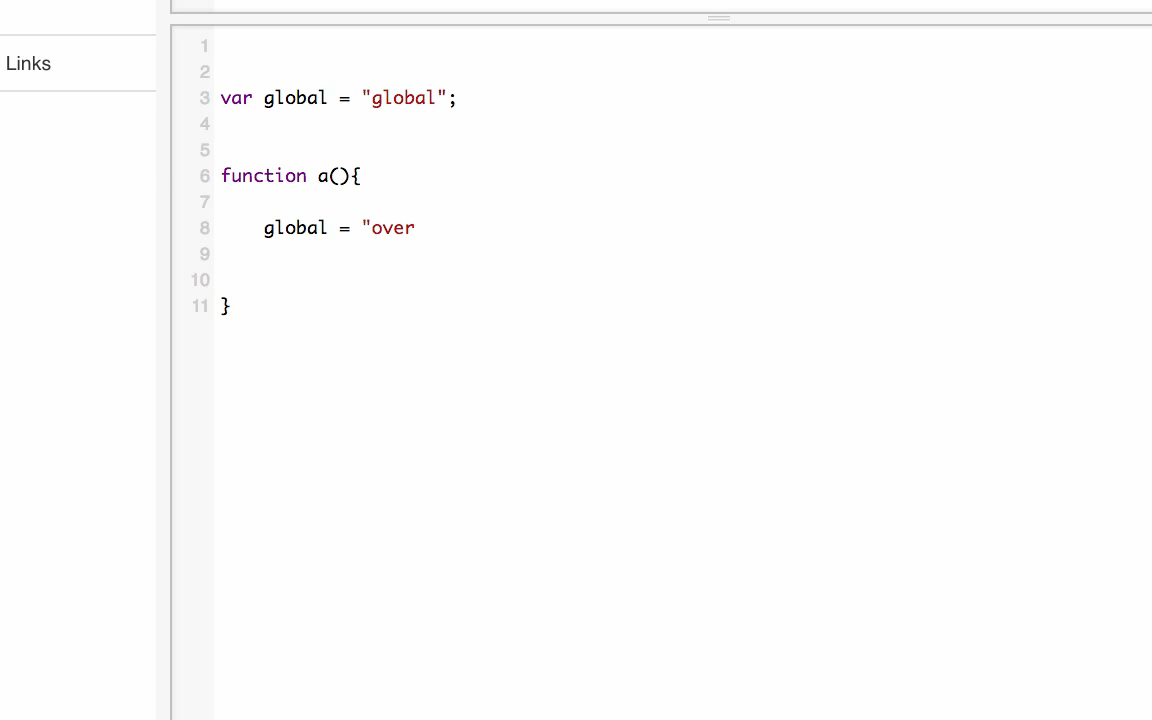 Links
1
2
3 var global = "global";
4
5
6 function a(){
7
8 global = "over
9
10
11 }